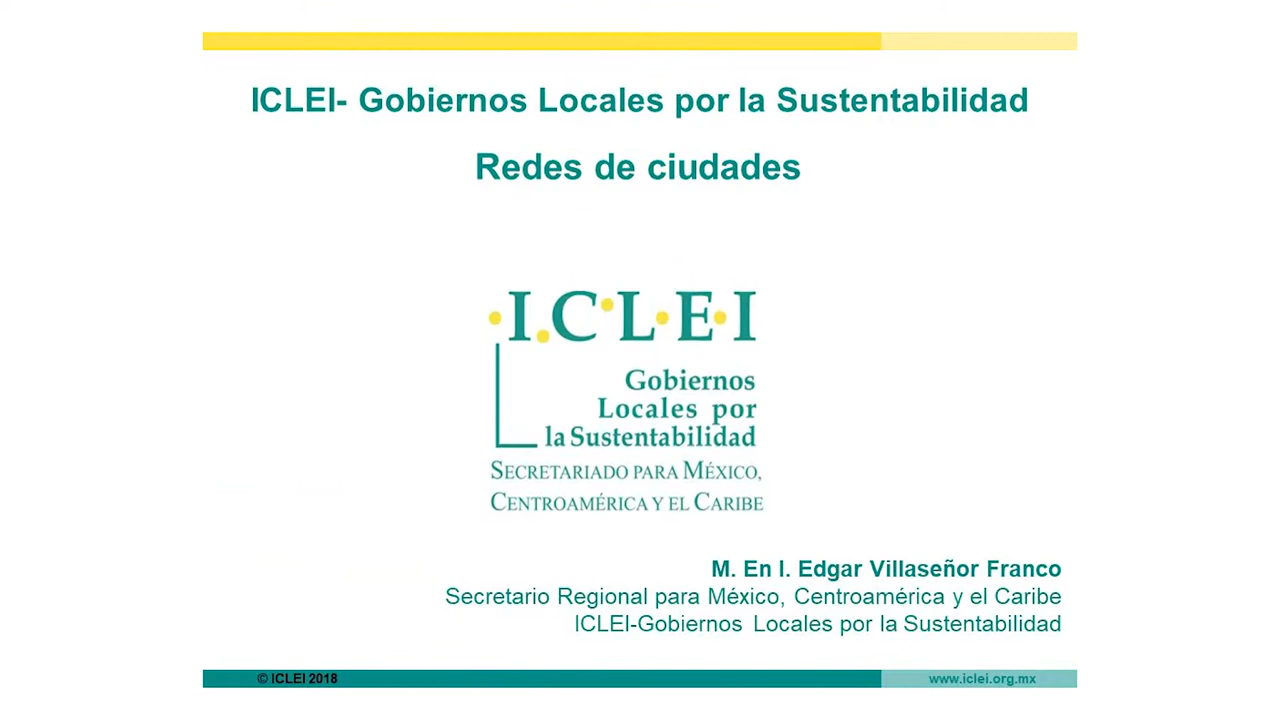 ICLEI- Gobiernos Locales por la Sustentabilidad
Redes de ciudades
·I.C·L·E·I
Gobiernos
Locales por
la Sustentabilidad
SECRETARIADO PARA MÉXICO,
CENTROAMÉRICA Y EL CARIBE
M. En I. Edgar Villaseñor Franco
Secretario Regional para México, Centroamérica y el Caribe
ICLEI-Gobiernos Locales por la Sustentabilidad
© ICLEI 2018
www.iclei.org.mx